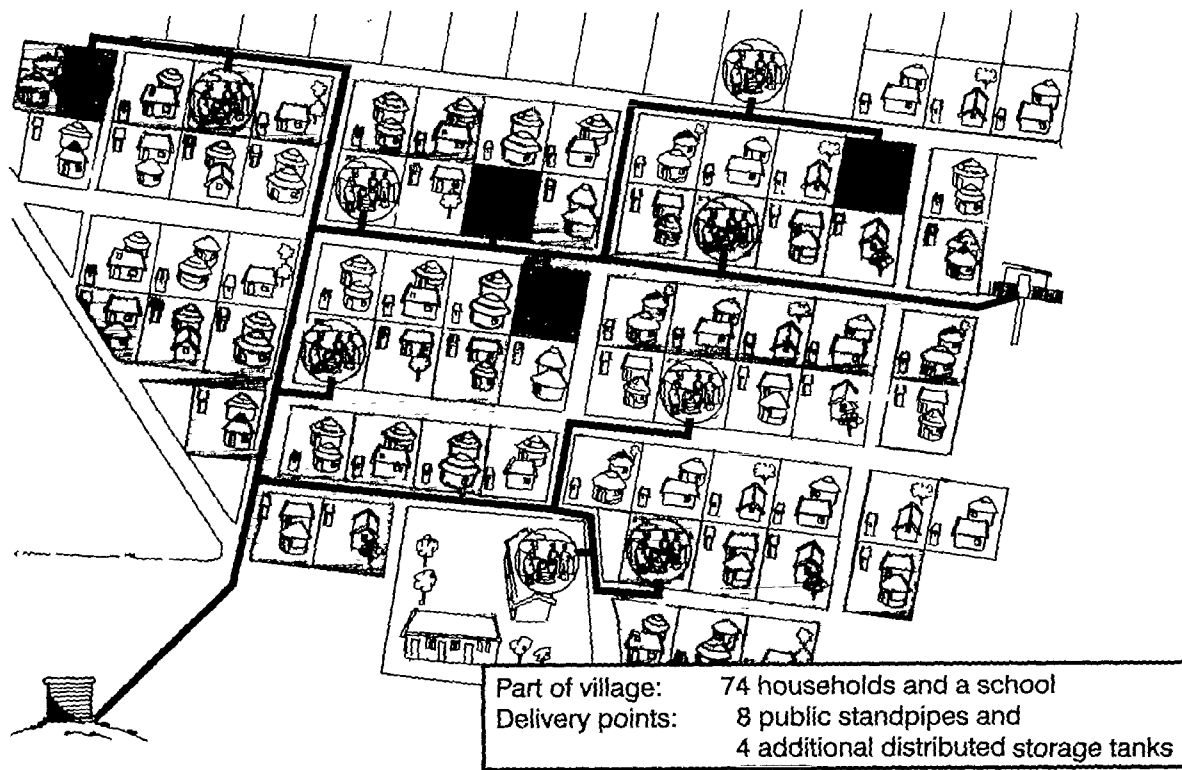 Part of village: 74 households and a school
Delivery points: 8 public standpipes and
4 additional distributed storage tanks